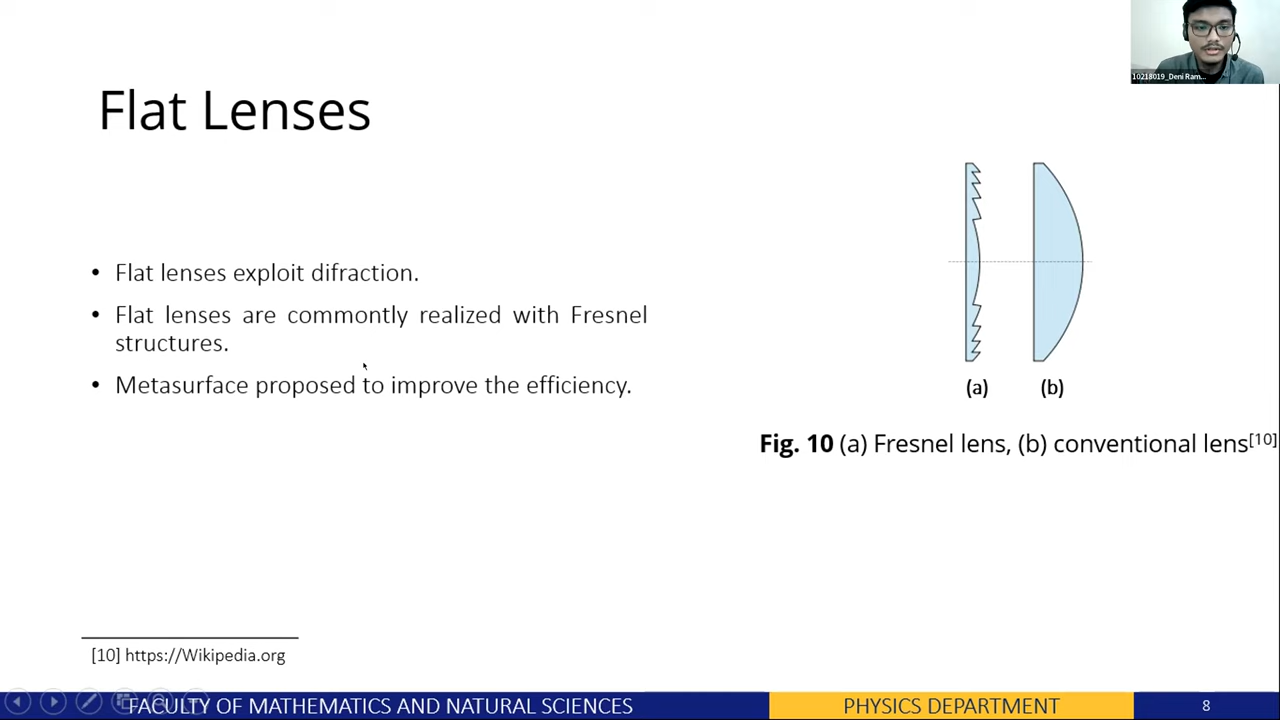 10218019_Deni Ram...
Flat Lenses
• Flat lenses exploit difraction.
• Flat lenses are commontly realized with Fresnel
structures.
• Metasurface proposed to improve the efficiency.
(a) (b)
Fig. 10 (a) Fresnel lens, (b) conventional lens[10]
[10] https://Wikipedia.org
FACULTY OF MATHEMATICS AND NATURAL SCIENCES
PHYSICS DEPARTMENT
8